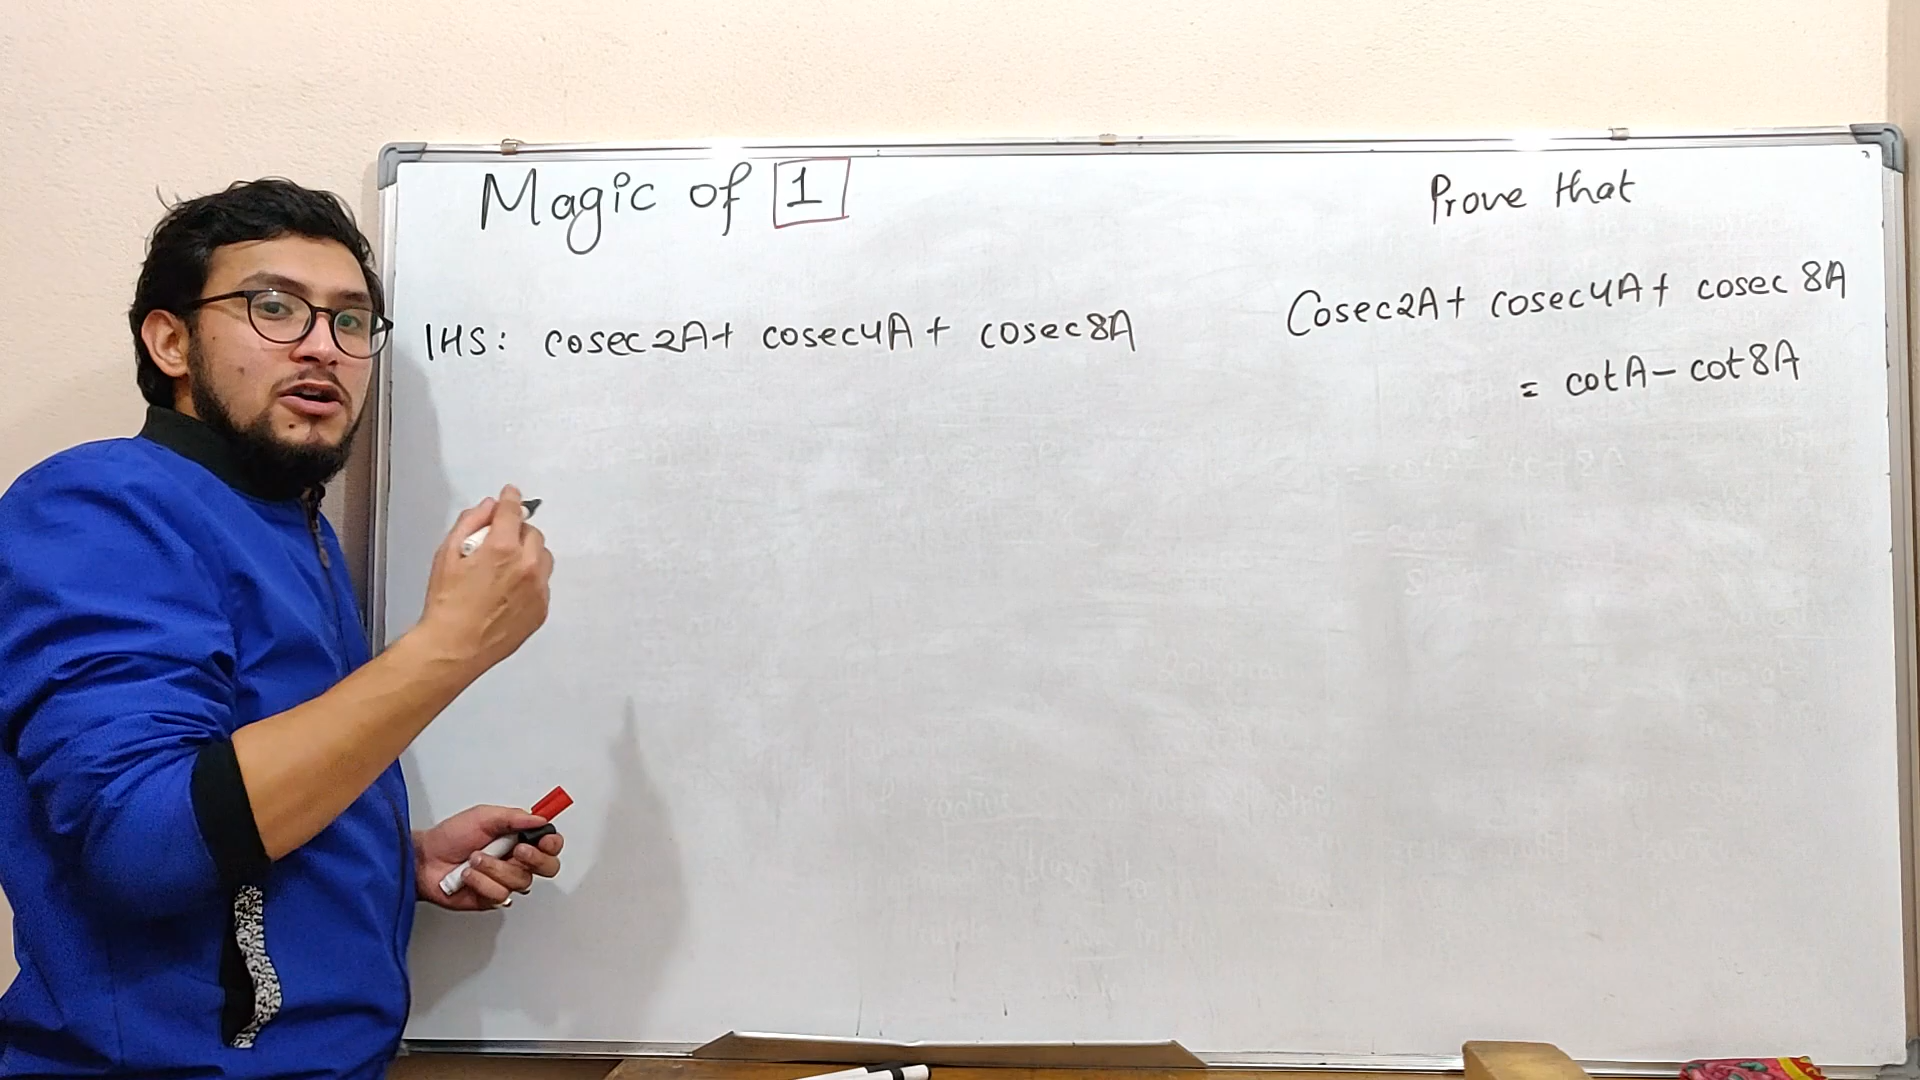 Magic of 1
LHS: cosec2A+ cosec4A+ cosec8A
Prove that
Cosec2A+ cosec4A+ cosec 8A
= cotA- cot8A